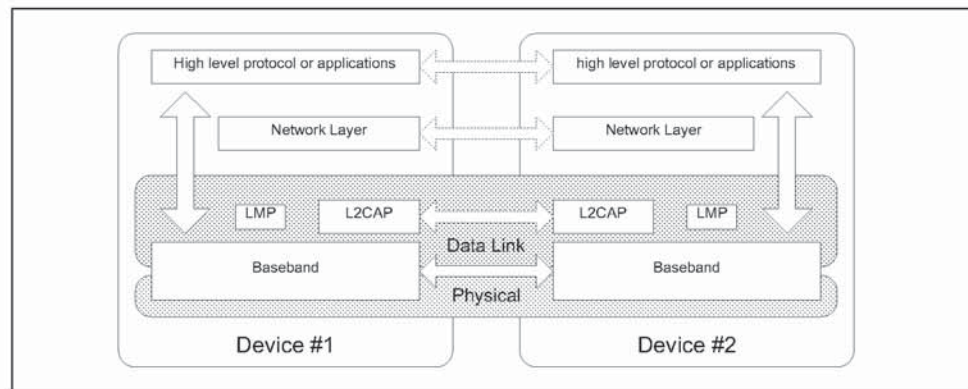 High level protocol or applications
high level protocol or applications
Network Layer
Network Layer
LMP
L2CAP
L2CAP
LMP
Data Link
Baseband
Baseband
Physical
Device #1
Device #2